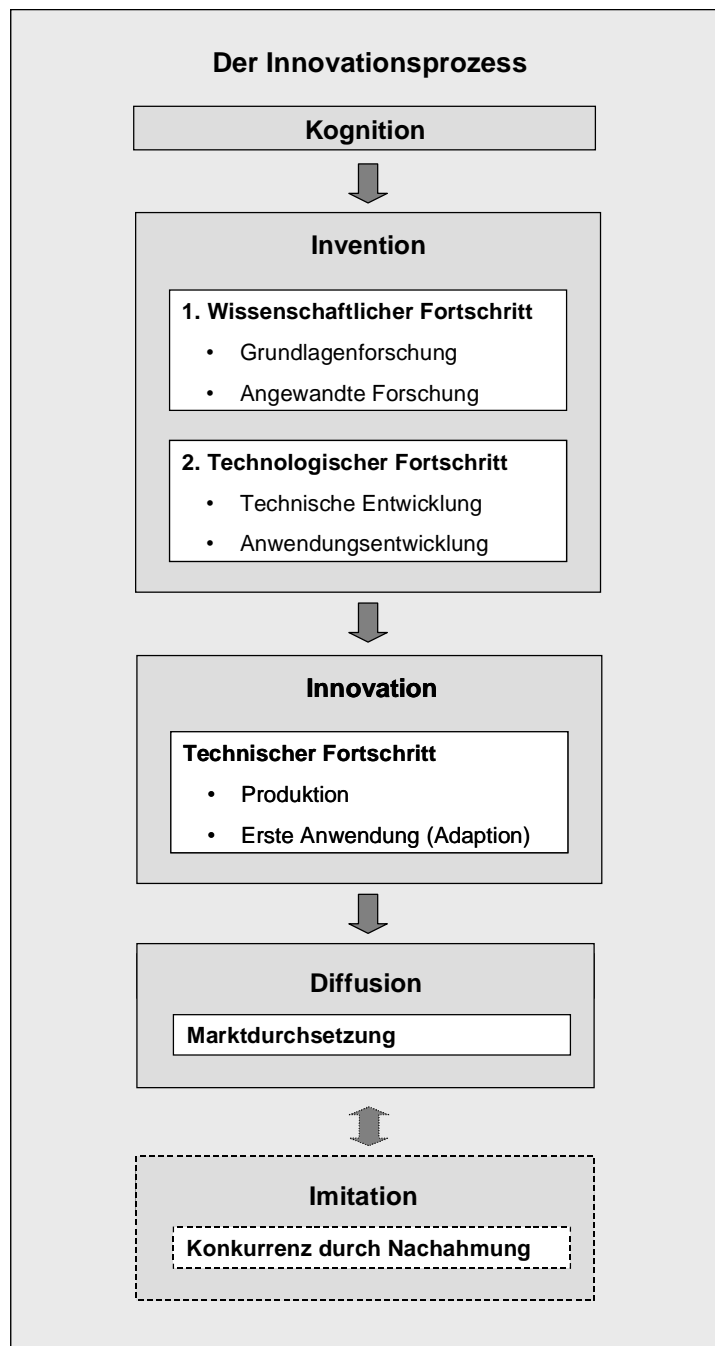 Der Innovationsprozess
Kognition
Invention
1. Wissenschaftlicher Fortschritt
• Grundlagenforschung
• Angewandte Forschung
2. Technologischer Fortschritt
• Technische Entwicklung
• Anwendungsentwicklung
Innovation
Technischer Fortschritt
• Produktion
• Erste Anwendung (Adaption)
Diffusion
Marktdurchsetzung
Imitation
Konkurrenz durch Nachahmung